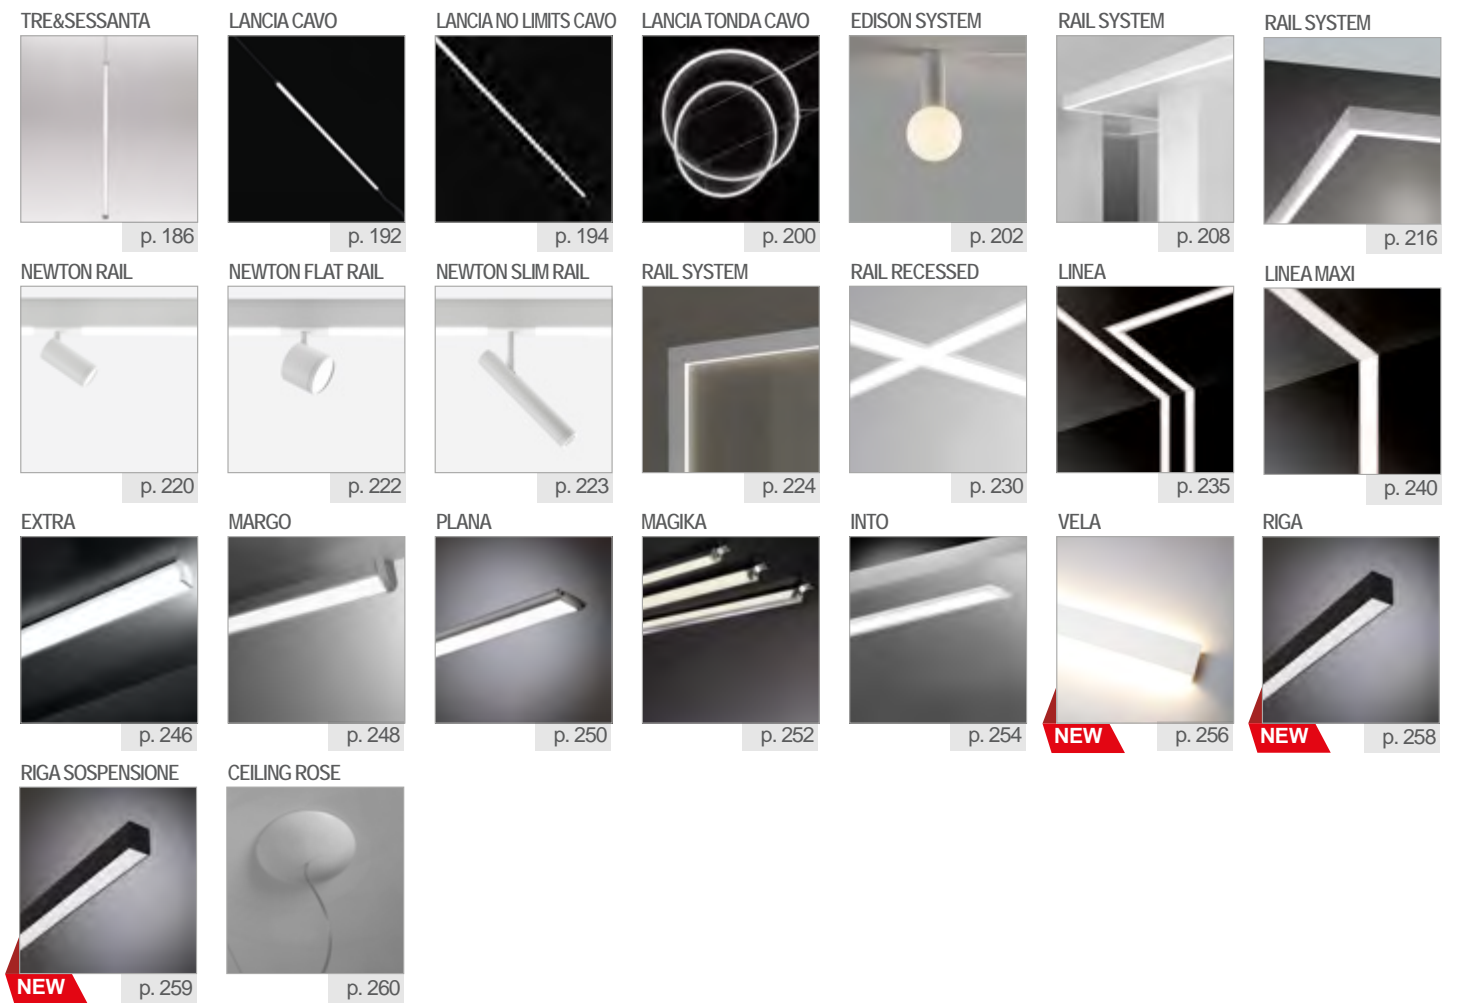 TRE&SESSANTA
LANCIA CAVO
LANCIA NO LIMITS CAVO
LANCIA TONDA CAVO
EDISON SYSTEM
RAIL SYSTEM
RAIL SYSTEM
p. 186
p. 192
p. 194
p. 200
p. 202
p. 208
p. 216
NEWTON RAIL
NEWTON FLAT RAIL
NEWTON SLIM RAIL
RAIL SYSTEM
RAIL RECESSED
LINEA
LINEA MAXI
p. 220
p. 222
p. 223
p. 224
p. 230
p. 235
p. 240
EXTRA
MARGO
PLANA
MAGIKA
INTO
VELA
RIGA
p. 246
p. 248
p. 250
p. 252
p. 254
NEW
p. 256
NEW
p. 258
RIGA SOSPENSIONE
CEILING ROSE
NEW
p. 259
p. 260